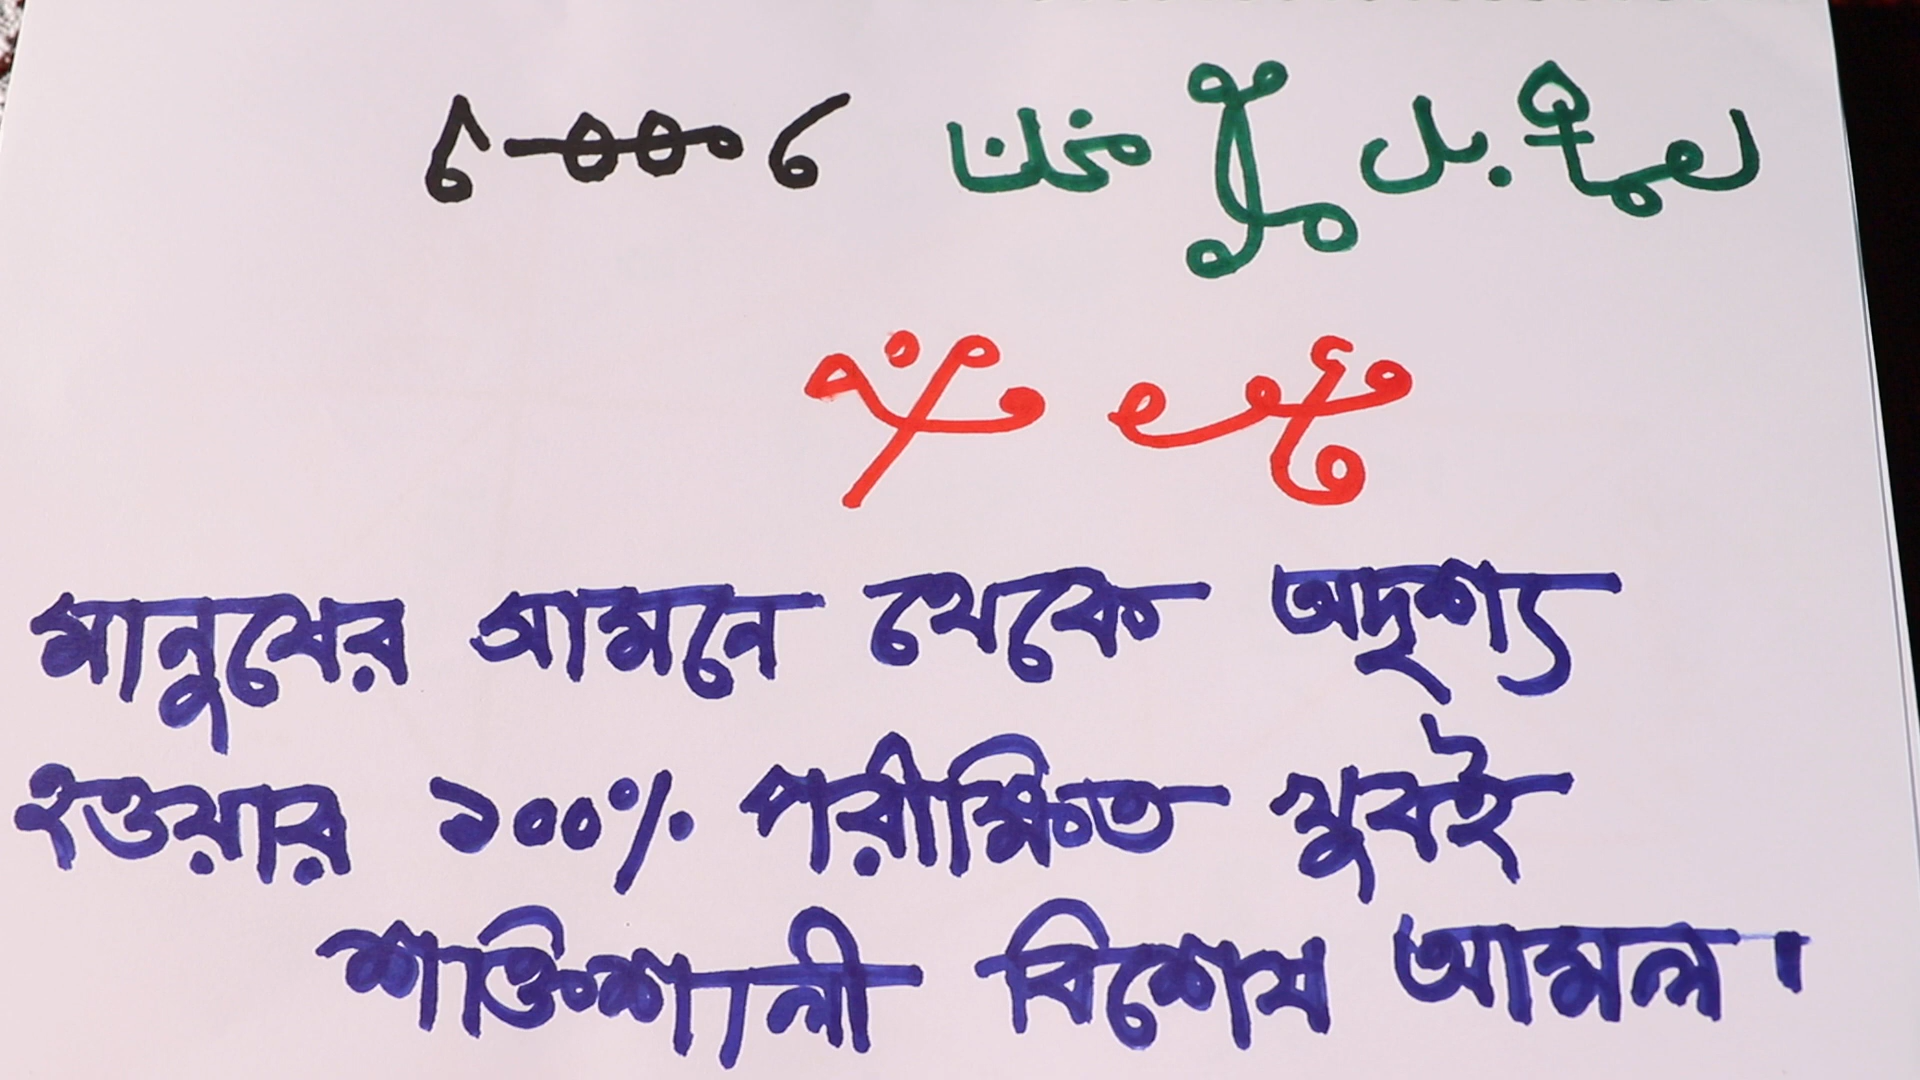 মানুষের সামনে থেকে অদৃশ্য
হওয়ার ১০০% পরীক্ষিত খুবই
শক্তিশালী বিশেষ আমল।